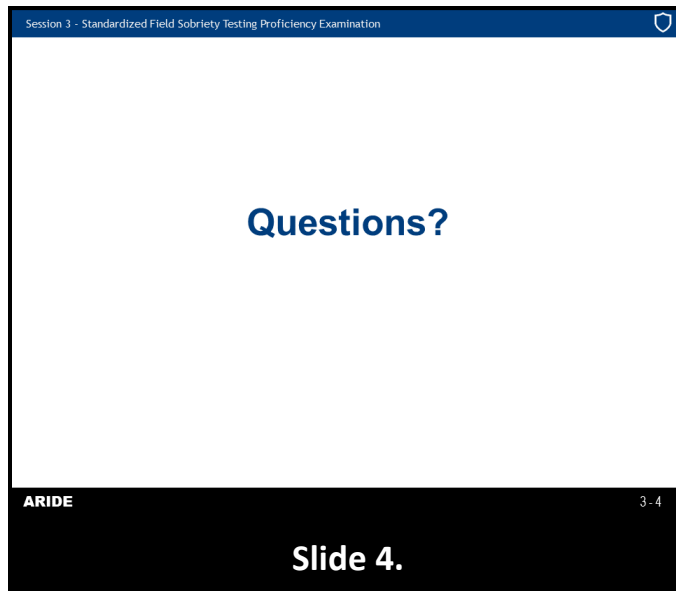 Session 3 - Standardized Field Sobriety Testing Proficiency Examination
Questions?
ARIDE
3-4
Slide 4.